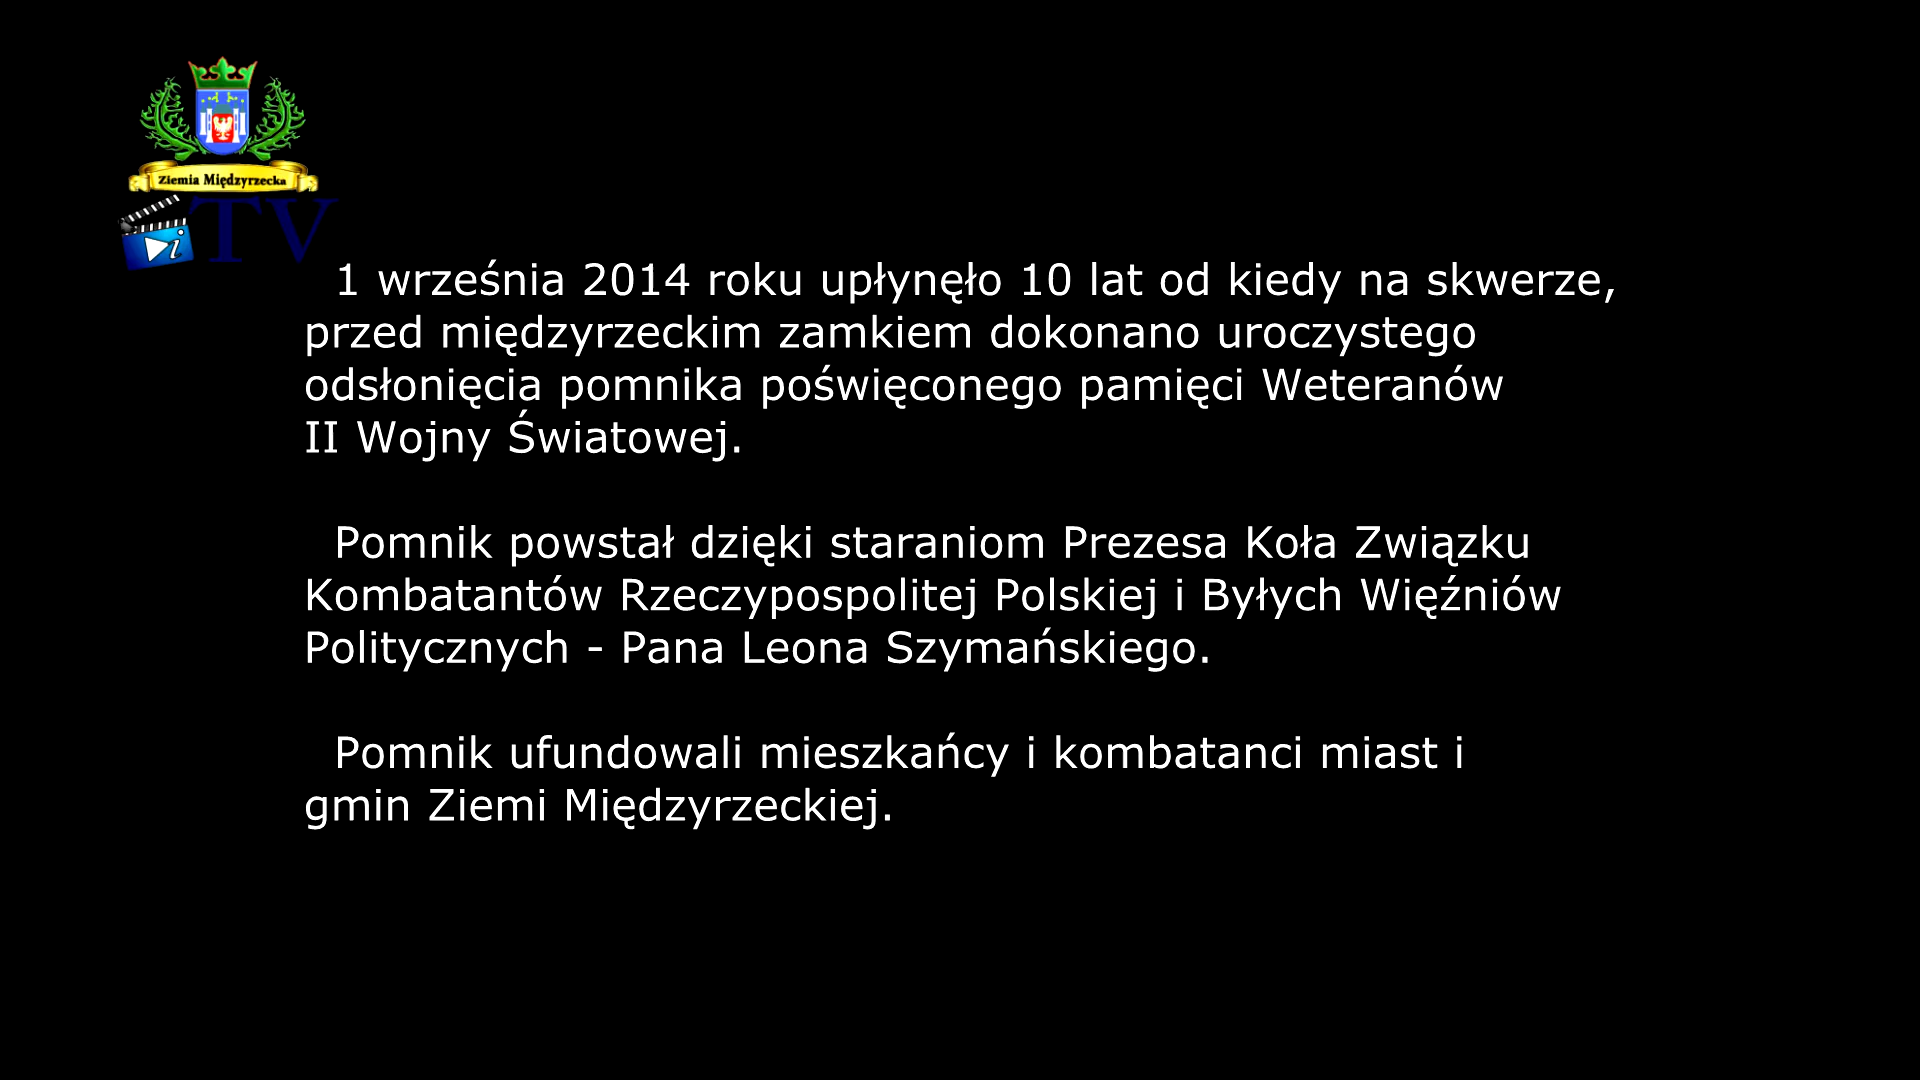 Ziemia Międzyrzecka
i TV
1 września 2014 roku upłynęło 10 lat od kiedy na skwerze,
przed międzyrzeckim zamkiem dokonano uroczystego
odsłonięcia pomnika poświęconego pamięci Weteranów
II Wojny Światowej.
Pomnik powstał dzięki staraniom Prezesa Koła Związku
Kombatantów Rzeczypospolitej Polskiej i Byłych Więźniów
Politycznych - Pana Leona Szymańskiego.
Pomnik ufundowali mieszkańcy i kombatanci miast i
gmin Ziemi Międzyrzeckiej.